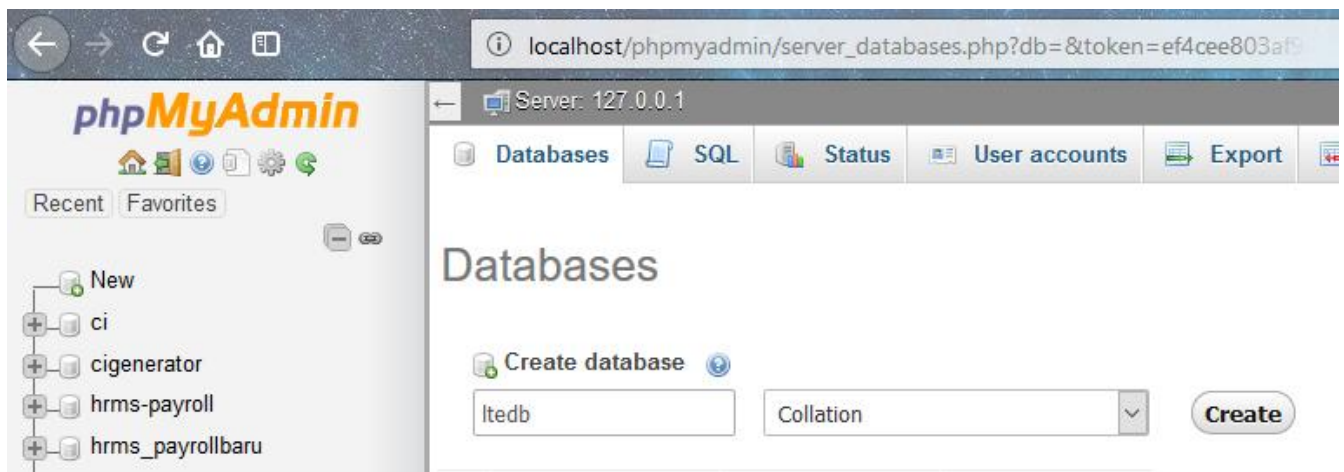 localhost/phpmyadmin/server_databases.php?db=&token=ef4cee803af9
phpMyAdmin
Recent Favorites
New
ci
cigenerator
hrms-payroll
hrms_payrollbaru
Server: 127.0.0.1
Databases SQL Status User accounts Export
Databases
Create database
ltedb Collation Create